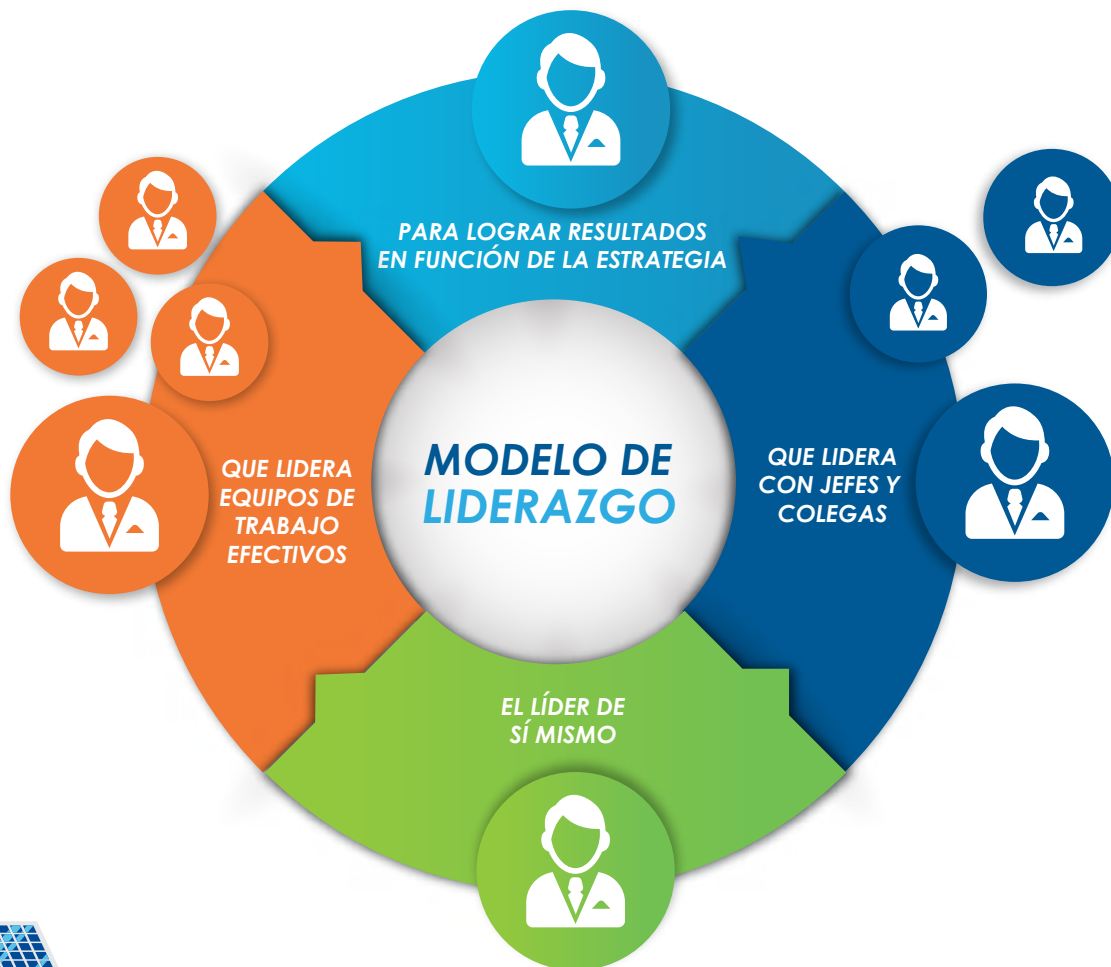 PARA LOGRAR RESULTADOS
EN FUNCIÓN DE LA ESTRATEGIA
MODELO DE
LIDERAZGO
QUE LIDERA
EQUIPOS DE
TRABAJO
EFECTIVOS
QUE LIDERA
CON JEFES Y
COLEGAS
EL LÍDER DE
SÍ MISMO